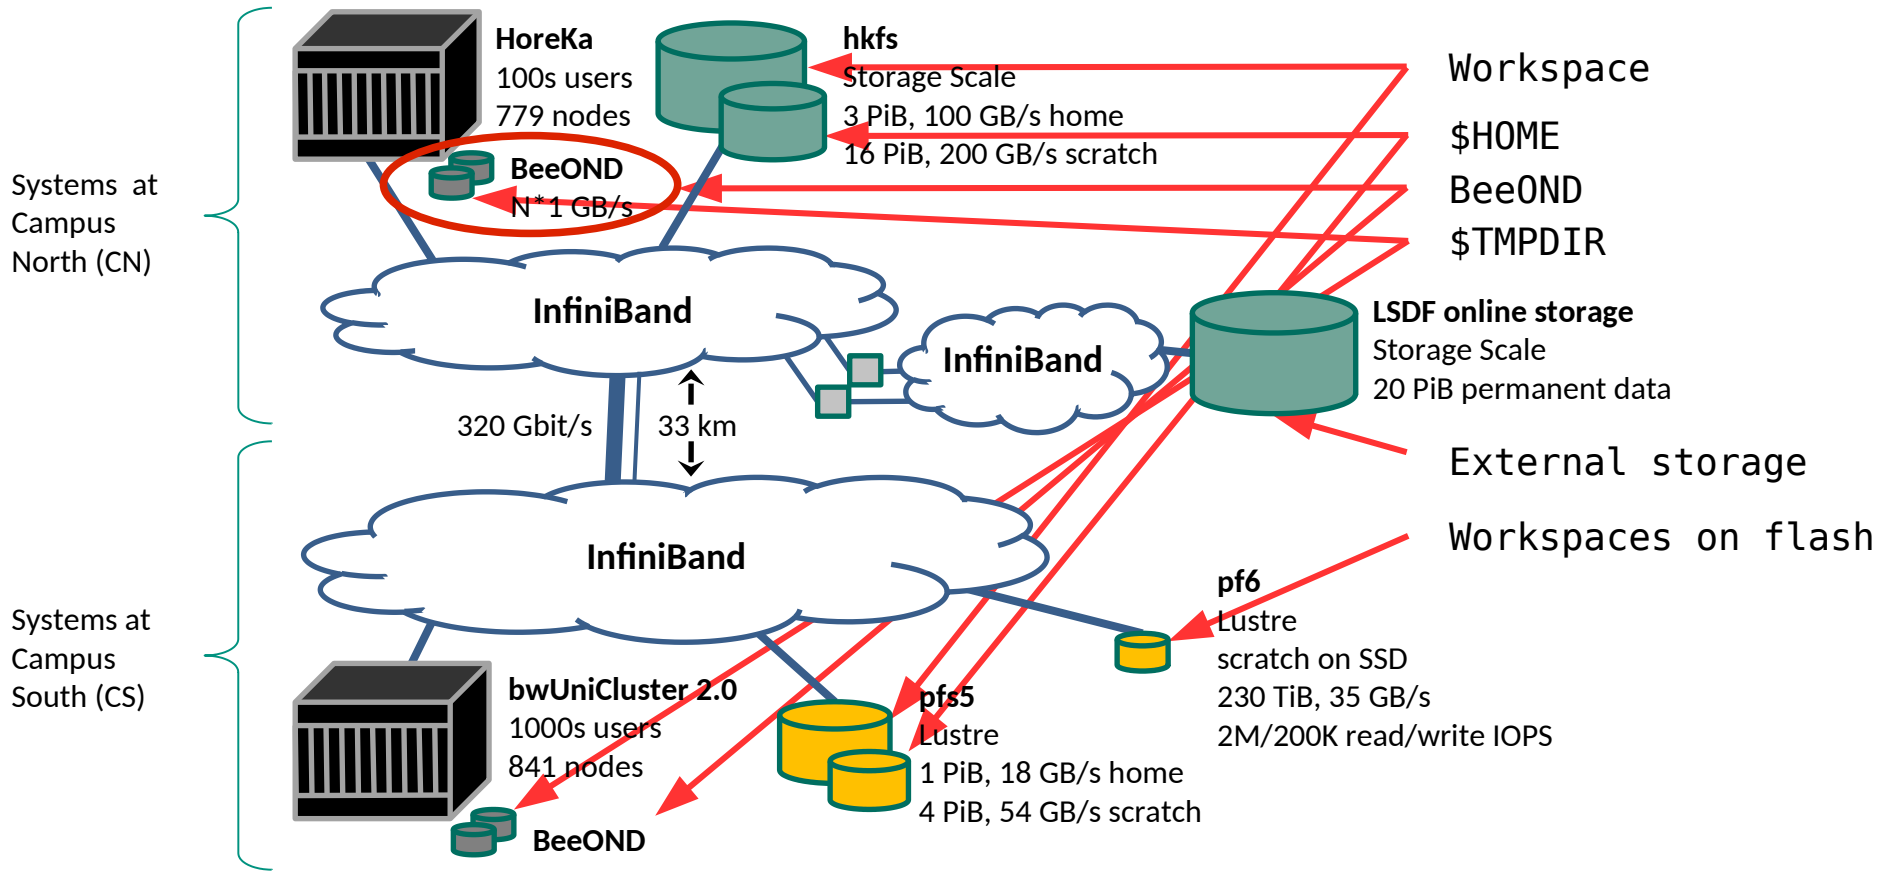 Systems at
Campus
North (CN)
HoreKa
100s users
779 nodes
BeeOND
N*1 GB/s
hkfs
Storage Scale
3 PiB, 100 GB/s home
16 PiB, 200 GB/s scratch
Workspace
$HOME
BeeOND
$TMPDIR
InfiniBand
InfiniBand
LSDF online storage
Storage Scale
20 PiB permanent data
320 Gbit/s
33 km
External storage
Workspaces on flash
InfiniBand
Systems at
Campus
South (CS)
pf6
Lustre
scratch on SSD
230 TiB, 35 GB/s
2M/200K read/write IOPS
bwUniCluster 2.0
1000s users
841 nodes
BeeOND
pfs5
Lustre
1 PiB, 18 GB/s home
4 PiB, 54 GB/s scratch